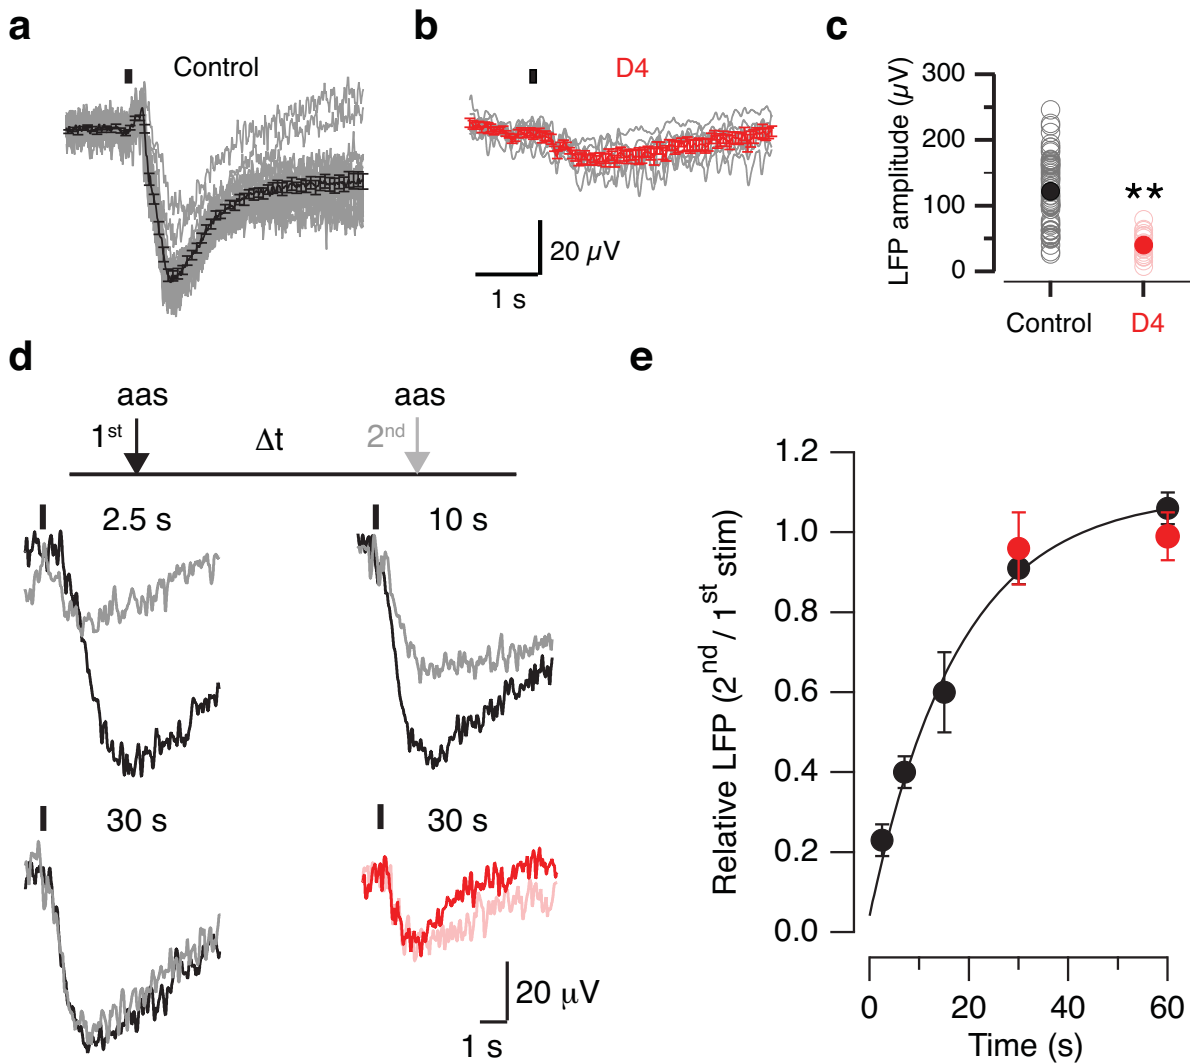 a
Control
b
D4
20 µV
1 s
c
LFP amplitude (µV)
300
200
100
0
**
Control
D4
d
aas
aas
1st
Δt
2nd
2.5 s
10 s
30 s
30 s
20 µV
1 s
e
Relative LFP (2nd / 1st stim)
1.2
1.0
0.8
0.6
0.4
0.2
0.0
0
20
40
60
Time (s)